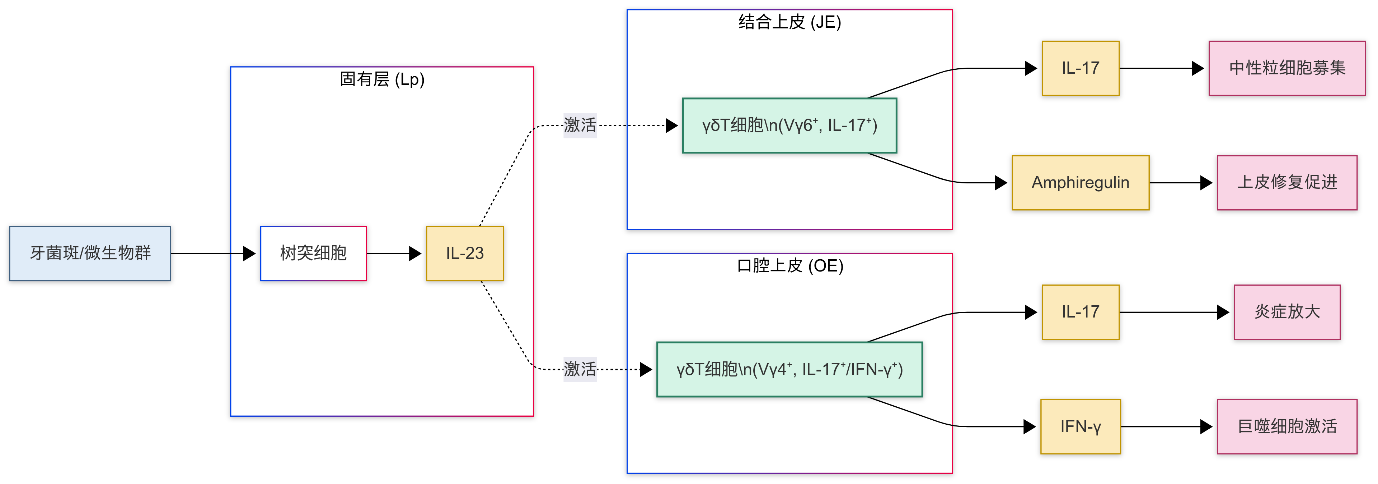 牙菌斑/微生物群
固有层 (Lp)
树突细胞
IL-23
激活
激活
结合上皮 (JE)
γδT细胞\n(Vγ6⁺, IL-17⁺)
IL-17
中性粒细胞募集
Amphiregulin
上皮修复促进
口腔上皮 (OE)
γδT细胞\n(Vγ4⁺, IL-17⁺/IFN-γ⁺)
IL-17
炎症放大
IFN-γ
巨噬细胞激活